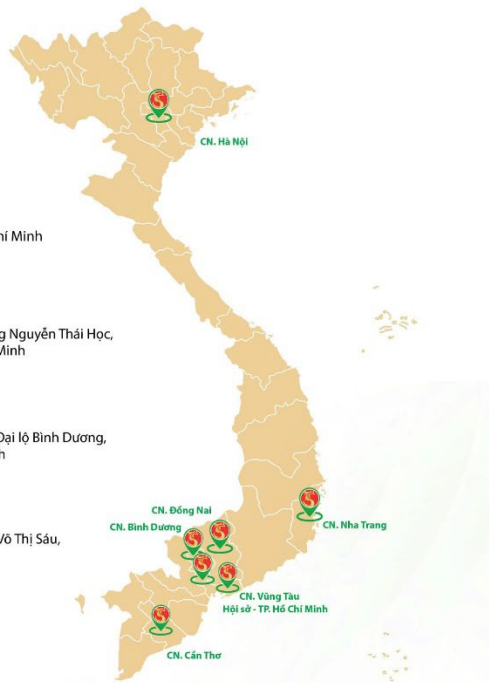 CN. Hà Nội
hí Minh
g Nguyễn Thái Học,
Minh
Đại lộ Bình Dương,
h
CN. Đồng Nai
CN. Bình Dương
CN. Nha Trang
Võ Thị Sáu,
CN. Vũng Tàu
Hội sở - TP. Hồ Chí Minh
CN. Cần Thơ